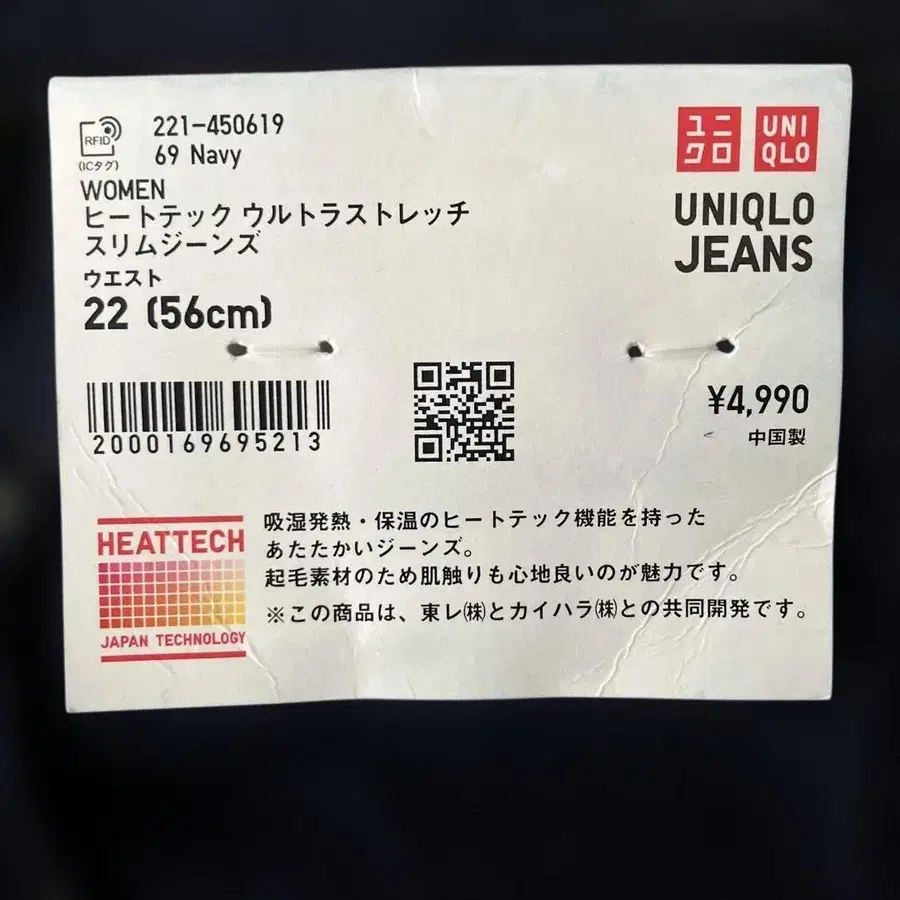 RFID
(ICタグ)
221-450619
69 Navy
WOMEN
ヒートテック ウルトラストレッチ
スリムジーンズ
ウエスト
22 (56cm)
2000169695213
ユニ
クロ
UNI
QLO
UNIQLO
JEANS
¥4,990
中国製
HEATTECH
JAPAN TECHNOLOGY
吸湿発熱・保温のヒートテック機能を持った
あたたかいジーンズ。
起毛素材のため肌触りも心地良いのが魅力です。
※この商品は、東レ㈱とカイハラ㈱との共同開発です。